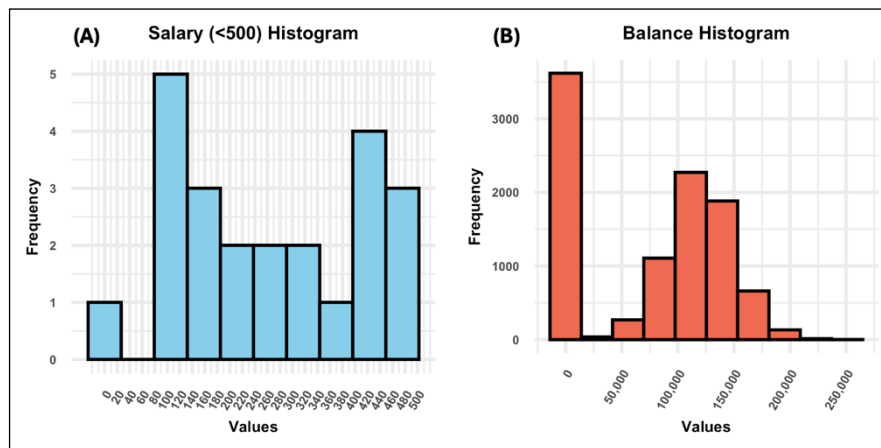 (A) Salary (<500) Histogram
5
4
3
2
1
0
Frequency
0 20 40 60 80 100 120 140 160 180 200 220 240 260 280 300 320 340 360 380 400 420 440 460 480 500
Values
(B) Balance Histogram
3000
2000
1000
0
Frequency
0 50,000 100,000 150,000 200,000 250,000
Values